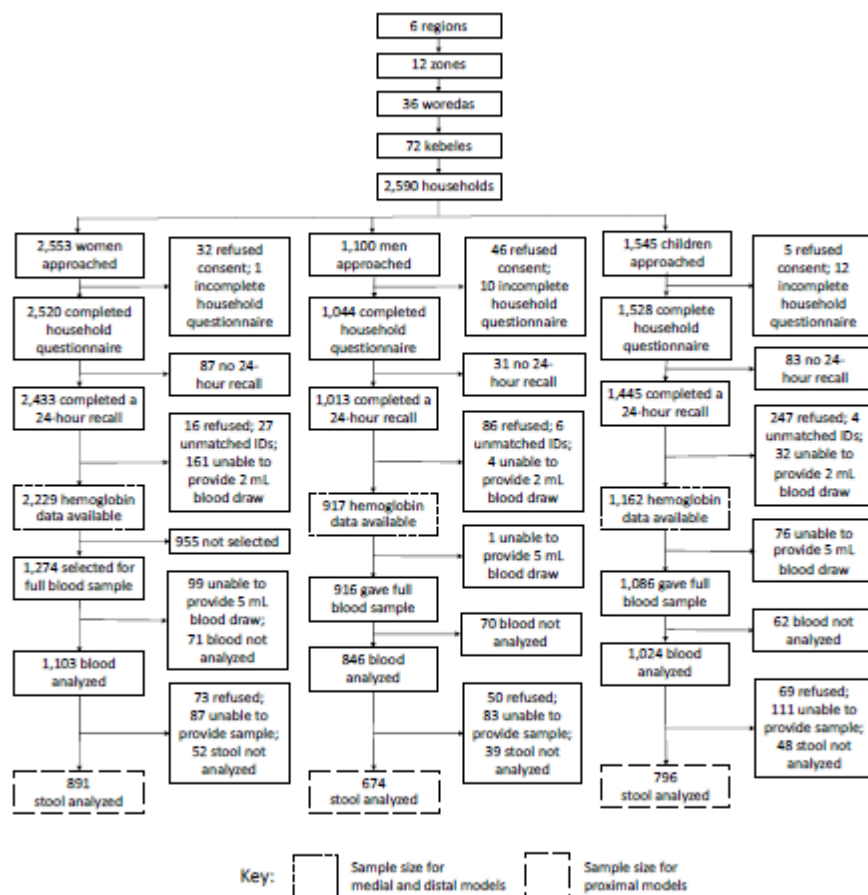 6 regions
12 zones
36 woredas
72 kebeles
2,590 households
2,553 women
approached
32 refused
consent; 1
incomplete
household
questionnaire
2,520 completed
household
questionnaire
87 no 24-
hour recall
2,433 completed a
24-hour recall
16 refused; 27
unmatched IDs;
161 unable to
provide 2 mL
blood draw
2,229 hemoglobin
data available
955 not selected
1,274 selected for
full blood sample
99 unable to
provide 5 mL
blood draw;
71 blood not
analyzed
1,103 blood
analyzed
73 refused;
87 unable to
provide sample;
52 stool not
analyzed
891
stool analyzed
1,100 men
approached
46 refused
consent;
10 incomplete
household
questionnaire
1,044 completed
household
questionnaire
31 no 24-
hour recall
1,013 completed a
24-hour recall
86 refused; 6
unmatched IDs;
4 unable to
provide 2 mL
blood draw
917 hemoglobin
data available
1 unable to
provide 5 mL
blood draw
916 gave full
blood sample
70 blood not
analyzed
846 blood
analyzed
50 refused;
83 unable to
provide sample;
39 stool not
analyzed
674
stool analyzed
1,545 children
approached
5 refused
consent; 12
incomplete
household
questionnaire
1,528 complete
household
questionnaire
83 no 24-
hour recall
1,445 completed a
24-hour recall
247 refused; 4
unmatched IDs;
32 unable to
provide 2 mL
blood draw
1,162 hemoglobin
data available
76 unable to
provide 5 mL
blood draw
1,086 gave full
blood sample
62 blood not
analyzed
1,024 blood
analyzed
69 refused;
111 unable to
provide sample;
48 stool not
analyzed
796
stool analyzed
Key:
Sample size for
medial and distal models
Sample size for
proximal models